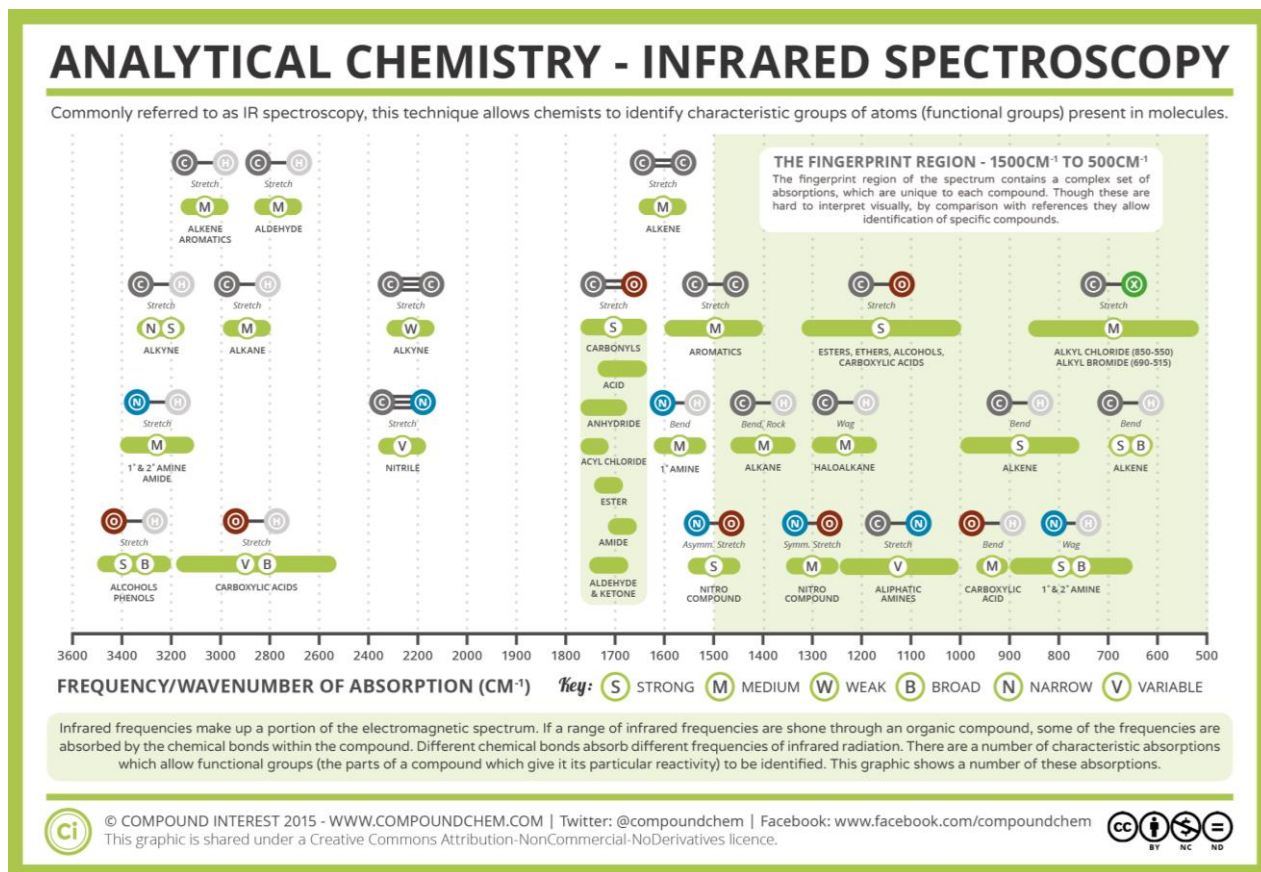 ANALYTICAL CHEMISTRY - INFRARED SPECTROSCOPY
Commonly referred to as IR spectroscopy, this technique allows chemists to identify characteristic groups of atoms (functional groups) present in molecules.
C H
Stretch
M
ALKENE
AROMATICS
C H
Stretch
M
ALDEHYDE
C C
Stretch
M
ALKENE
THE FINGERPRINT REGION - 1500CM⁻¹ TO 500CM⁻¹
The fingerprint region of the spectrum contains a complex set of
absorptions, which are unique to each compound. Though these are
hard to interpret visually, by comparison with references they allow
identification of specific compounds.
C H
Stretch
N S
ALKYNE
C H
Stretch
M
ALKANE
C C
Stretch
W
ALKYNE
C O
Stretch
S
CARBONYLS
ACID
ANHYDRIDE
ACYL CHLORIDE
ESTER
AMIDE
ALDEHYDE
& KETONE
C C
Stretch
M
AROMATICS
C O
Stretch
S
ESTERS, ETHERS, ALCOHOLS,
CARBOXYLIC ACIDS
C X
Stretch
M
ALKYL CHLORIDE (850-550)
ALKYL BROMIDE (690-515)
N H
Stretch
M
1° & 2° AMINE
AMIDE
C N
Stretch
V
NITRILE
N H
Bend
M
1° AMINE
C H
Bend, Rock
M
ALKANE
C H
Wag
M
HALOALKANE
C H
Bend
S
ALKENE
C H
Bend
S B
ALKENE
O H
Stretch
S B
ALCOHOLS
PHENOLS
O H
Stretch
V B
CARBOXYLIC ACIDS
N O
Asymm. Stretch
S
NITRO
COMPOUND
N O
Symm. Stretch
M
NITRO
COMPOUND
C N
Stretch
V
ALIPHATIC
AMINES
O H
Bend
M
CARBOXYLIC
ACID
N H
Wag
S B
1° & 2° AMINE
3600 3400 3200 3000 2800 2600 2400 2200 2000 1900 1800 1700 1600 1500 1400 1300 1200 1100 1000 900 800 700 600 500
FREQUENCY/WAVENUMBER OF ABSORPTION (CM⁻¹) Key: S STRONG M MEDIUM W WEAK B BROAD N NARROW V VARIABLE
Infrared frequencies make up a portion of the electromagnetic spectrum. If a range of infrared frequencies are shone through an organic compound, some of the frequencies are
absorbed by the chemical bonds within the compound. Different chemical bonds absorb different frequencies of infrared radiation. There are a number of characteristic absorptions
which allow functional groups (the parts of a compound which give it its particular reactivity) to be identified. This graphic shows a number of these absorptions.
Ci
© COMPOUND INTEREST 2015 - WWW.COMPOUNDCHEM.COM | Twitter: @compoundchem | Facebook: www.facebook.com/compoundchem
This graphic is shared under a Creative Commons Attribution-NonCommercial-NoDerivatives licence.
cc
BY NC ND